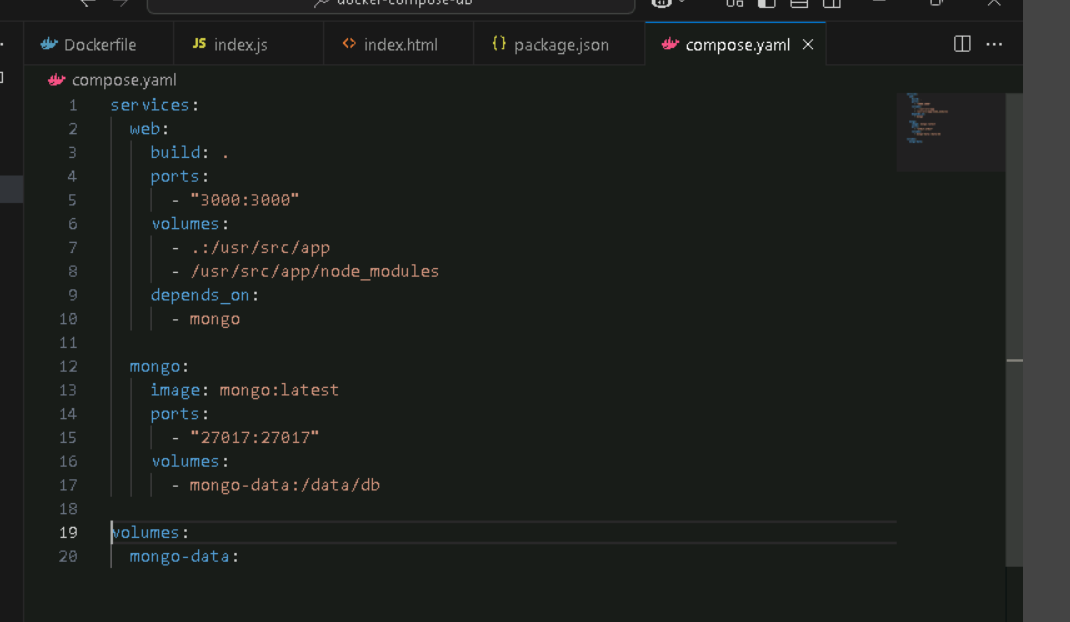 docker-compose-db
Dockerfile
JS index.js
<> index.html
{} package.json
compose.yaml
compose.yaml
1 services:
2   web:
3     build: .
4     ports:
5       - "3000:3000"
6     volumes:
7       - .:/usr/src/app
8       - /usr/src/app/node_modules
9     depends_on:
10       - mongo
11
12   mongo:
13     image: mongo:latest
14     ports:
15       - "27017:27017"
16     volumes:
17       - mongo-data:/data/db
18
19 volumes:
20   mongo-data: